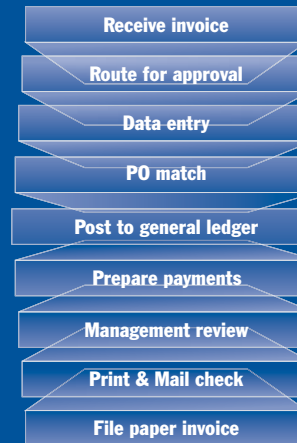 Receive invoice
Route for approval
Data entry
PO match
Post to general ledger
Prepare payments
Management review
Print & Mail check
File paper invoice